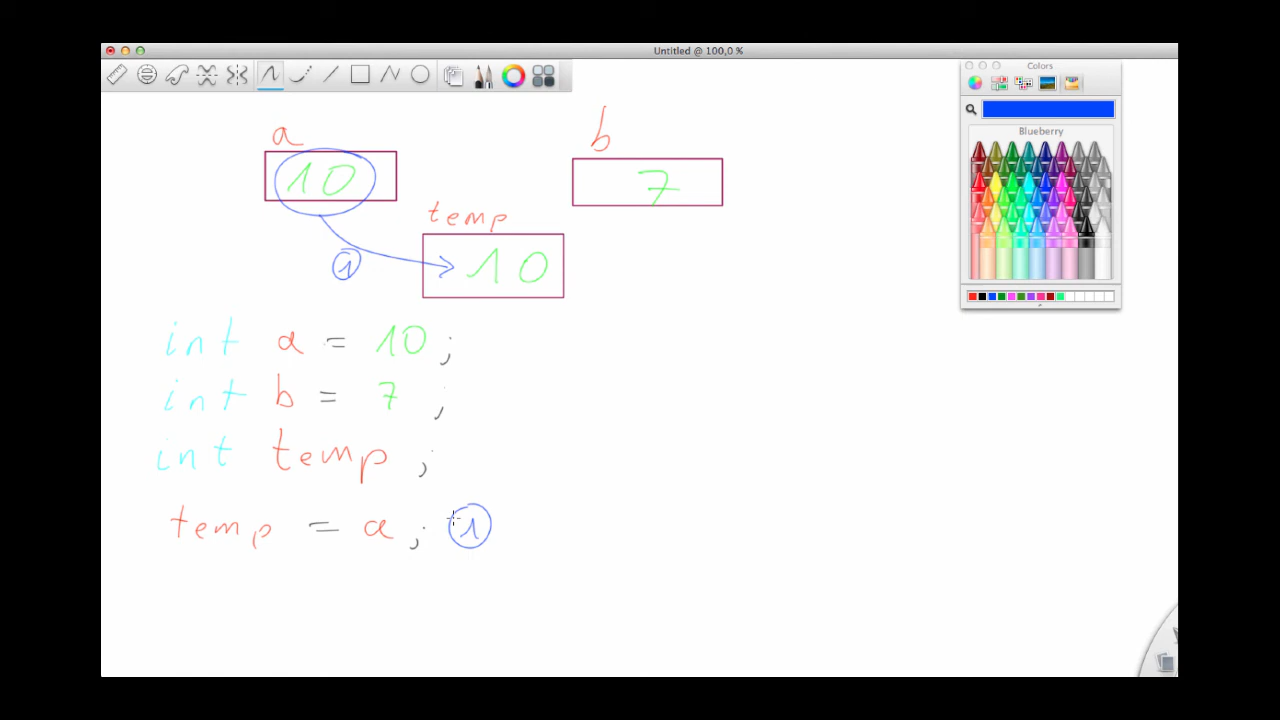 Untitled @ 100,0 %
Colors
Blueberry
a
b
10
7
temp
1
10
int a = 10 ;
int b = 7 ;
int temp ;
temp = a ; 1